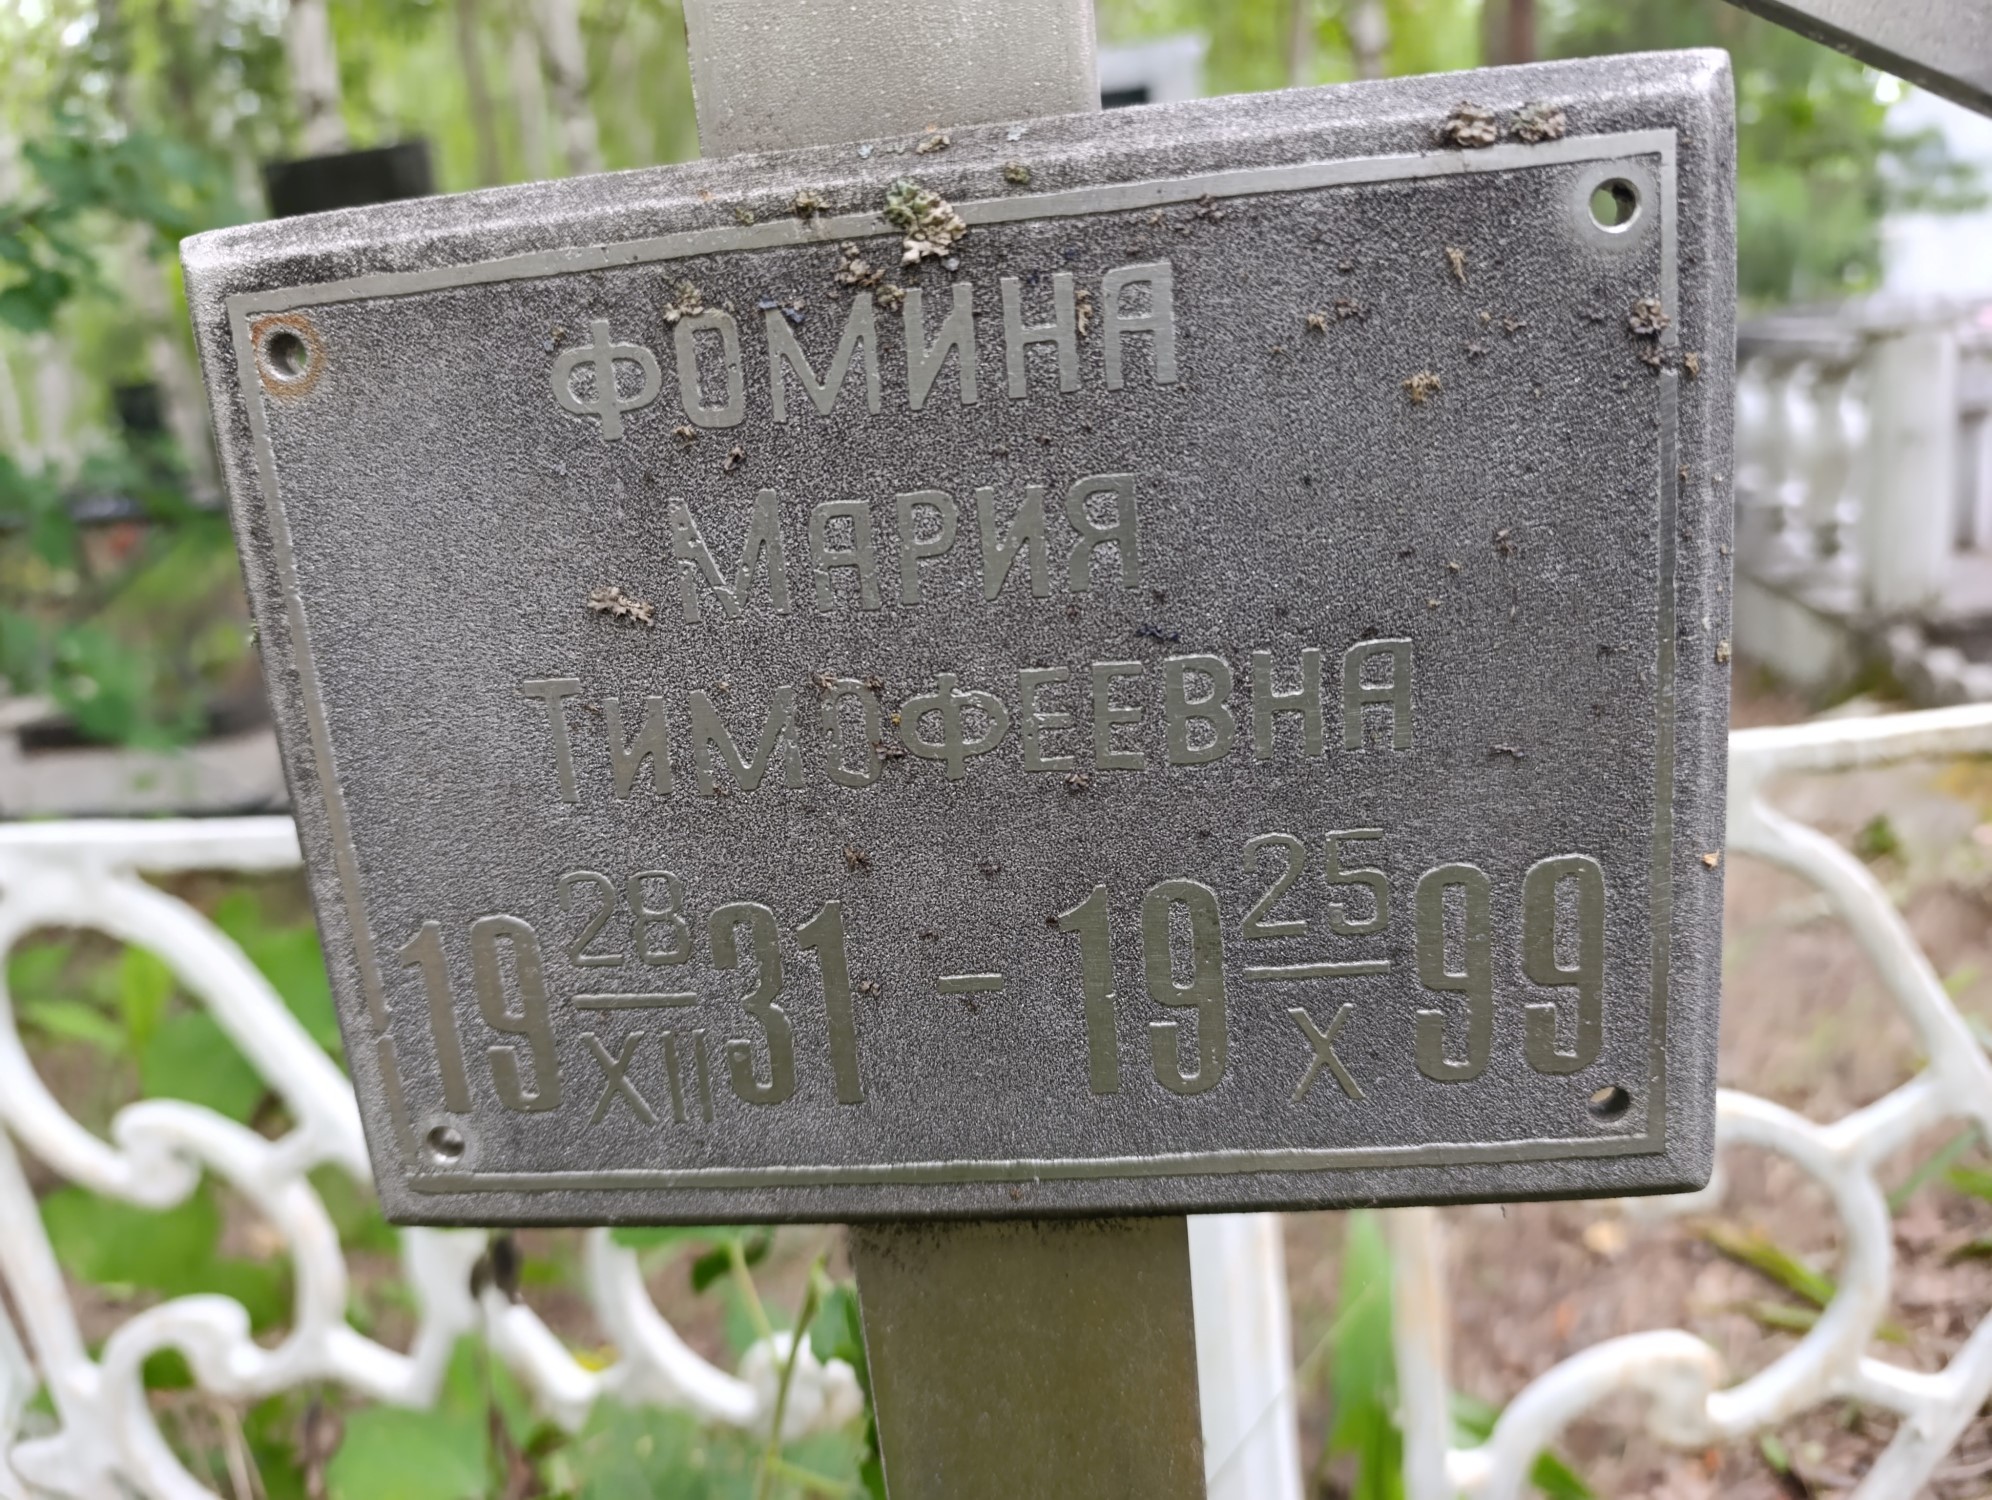 ФОМИНА
МАРИЯ
ТИМОФЕЕВНА
19 28/XII 31 - 19 25/X 99